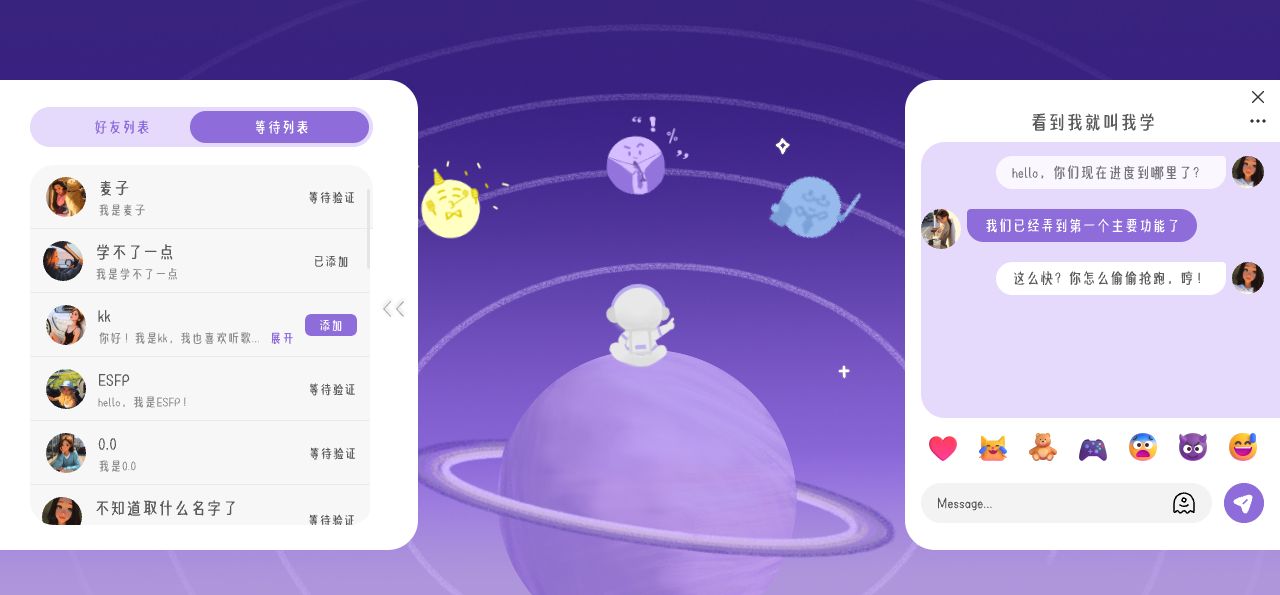 好友列表
等待列表
麦子
我是麦子
等待验证
学不了一点
我是学不了一点
已添加
kk
你好！我是kk，我也喜欢听歌...
展开
添加
ESFP
hello，我是ESFP！
等待验证
0.0
我是0.0
等待验证
不知道取什么名字了
等待验证
“ !
%
”
看到我就叫我学
hello，你们现在进度到哪里了？
我们已经弄到第一个主要功能了
这么快？你怎么偷偷抢跑，哼！
Message...